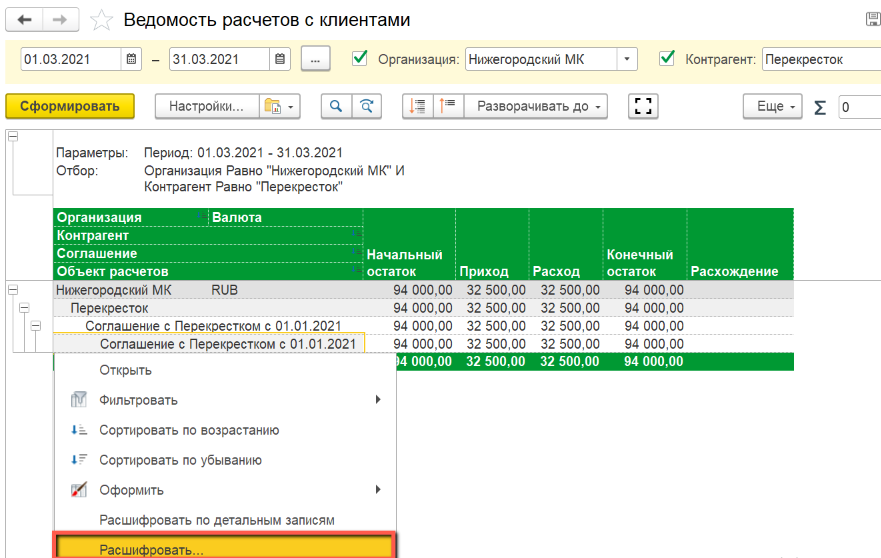 Ведомость расчетов с клиентами
01.03.2021 – 31.03.2021 ... Организация: Нижегородский МК Контрагент: Перекресток
Сформировать Настройки... Разворачивать до Еще Σ 0
Параметры: Период: 01.03.2021 - 31.03.2021
Отбор: Организация Равно "Нижегородский МК" И
Контрагент Равно "Перекресток"
Организация Валюта
Контрагент
Соглашение Начальный Конечный
Объект расчетов остаток Приход Расход остаток Расхождение
Нижегородский МК RUB 94 000,00 32 500,00 32 500,00 94 000,00
Перекресток 94 000,00 32 500,00 32 500,00 94 000,00
Соглашение с Перекрестком с 01.01.2021 94 000,00 32 500,00 32 500,00 94 000,00
Соглашение с Перекрестком с 01.01.2021 94 000,00 32 500,00 32 500,00 94 000,00
94 000,00 32 500,00 32 500,00 94 000,00
Открыть
Фильтровать
Сортировать по возрастанию
Сортировать по убыванию
Оформить
Расшифровать по детальным записям
Расшифровать...